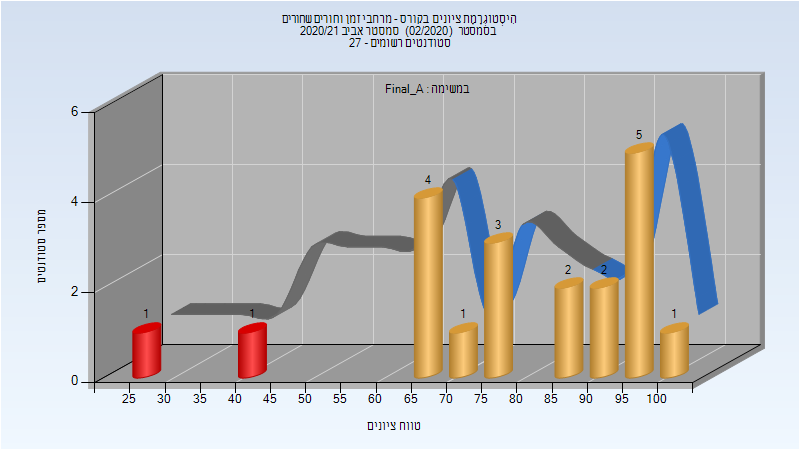 היסטוגרמת ציונים בקורס - מרחבי זמן וחורים שחורים
בסמסטר (02/2020) סמסטר אביב 2020/21
סטודנטים רשומים - 27
במשימה : Final_A
מספר סטודנטים
6
4
2
0
1
1
4
1
3
2
2
5
1
25 30 35 40 45 50 55 60 65 70 75 80 85 90 95 100
טווח ציונים